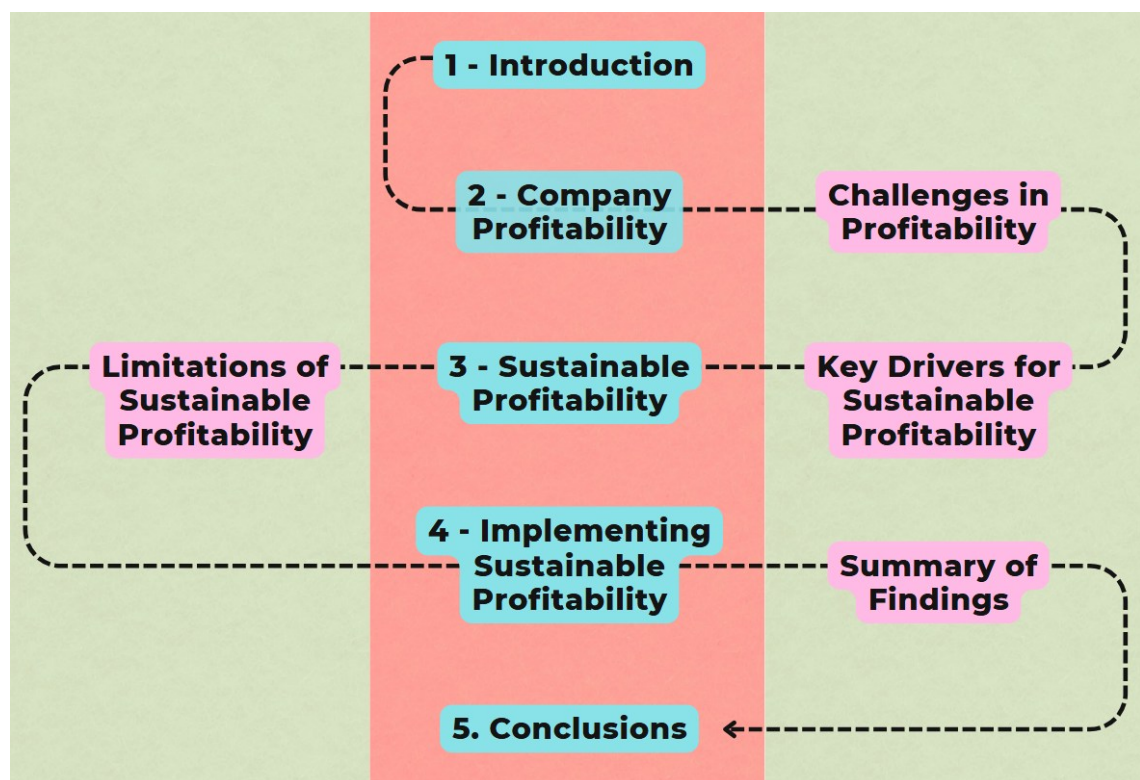 1 - Introduction
2 - Company
Profitability
Challenges in
Profitability
Key Drivers for
Sustainable
Profitability
3 - Sustainable
Profitability
Limitations of
Sustainable
Profitability
4 - Implementing
Sustainable
Profitability
Summary of
Findings
5. Conclusions